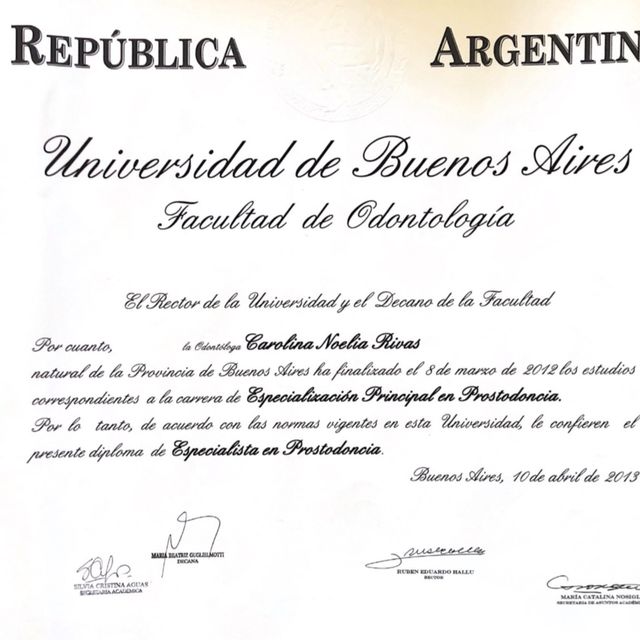 REPÚBLICA ARGENTIN
Universidad de Buenos Aires
Facultad de Odontología
El Rector de la Universidad y el Decano de la Facultad
Por cuanto, la Odontóloga Carolina Noelia Rivas
natural de la Provincia de Buenos Aires ha finalizado el 8 de marzo de 2012 los estudios
correspondientes a la carrera de Especialización Principal en Prostodoncia.
Por lo tanto, de acuerdo con las normas vigentes en esta Universidad, le confieren el
presente diploma de Especialista en Prostodoncia.
Buenos Aires, 10 de abril de 2013
SILVIA CRISTINA AGUAS
SECRETARIA ACADEMICA
MARIA BEATRIZ GUGLIELMOTTI
DECANA
RUBEN EDUARDO HALLU
RECTOR
MARÍA CATALINA NOSIGL
SECRETARIA DE ASUNTOS ACADÉM